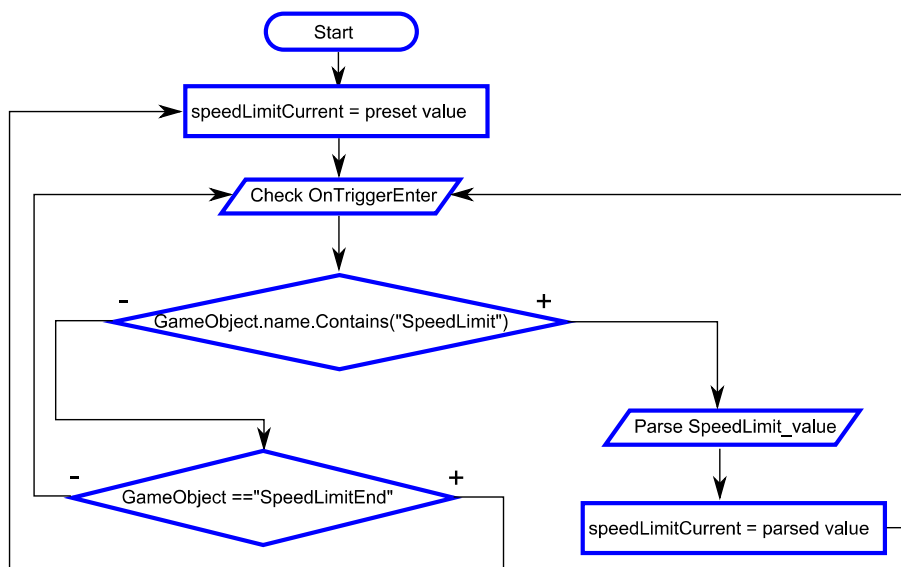 Start
speedLimitCurrent = preset value
Check OnTriggerEnter
-
+
GameObject.name.Contains("SpeedLimit")
Parse SpeedLimit_value
-
+
GameObject =="SpeedLimitEnd"
speedLimitCurrent = parsed value